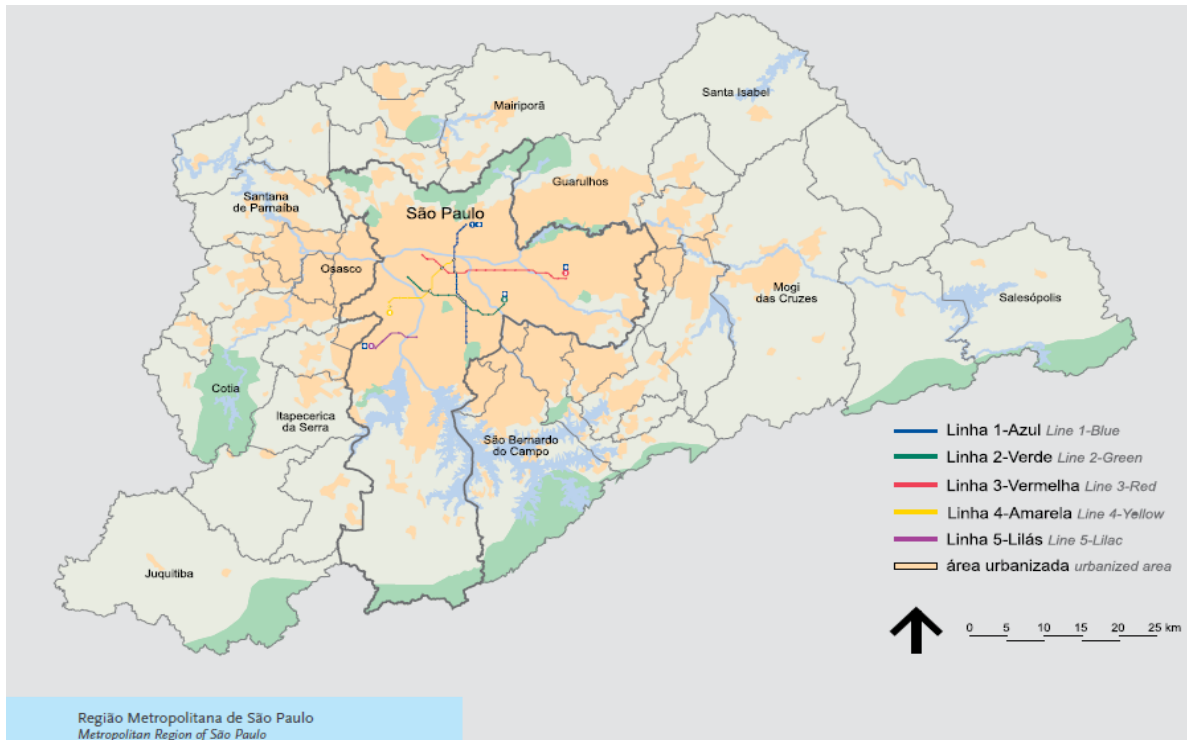 Santa Isabel
Mairiporã
Guarulhos
Santana
de Parnaíba
São Paulo
Osasco
Mogi
das Cruzes
Salesópolis
Cotia
Itapecerica
da Serra
São Bernardo
do Campo
Juquitiba
Linha 1-Azul Line 1-Blue
Linha 2-Verde Line 2-Green
Linha 3-Vermelha Line 3-Red
Linha 4-Amarela Line 4-Yellow
Linha 5-Lilás Line 5-Lilac
área urbanizada urbanized area
0 5 10 15 20 25 km
Região Metropolitana de São Paulo
Metropolitan Region of São Paulo